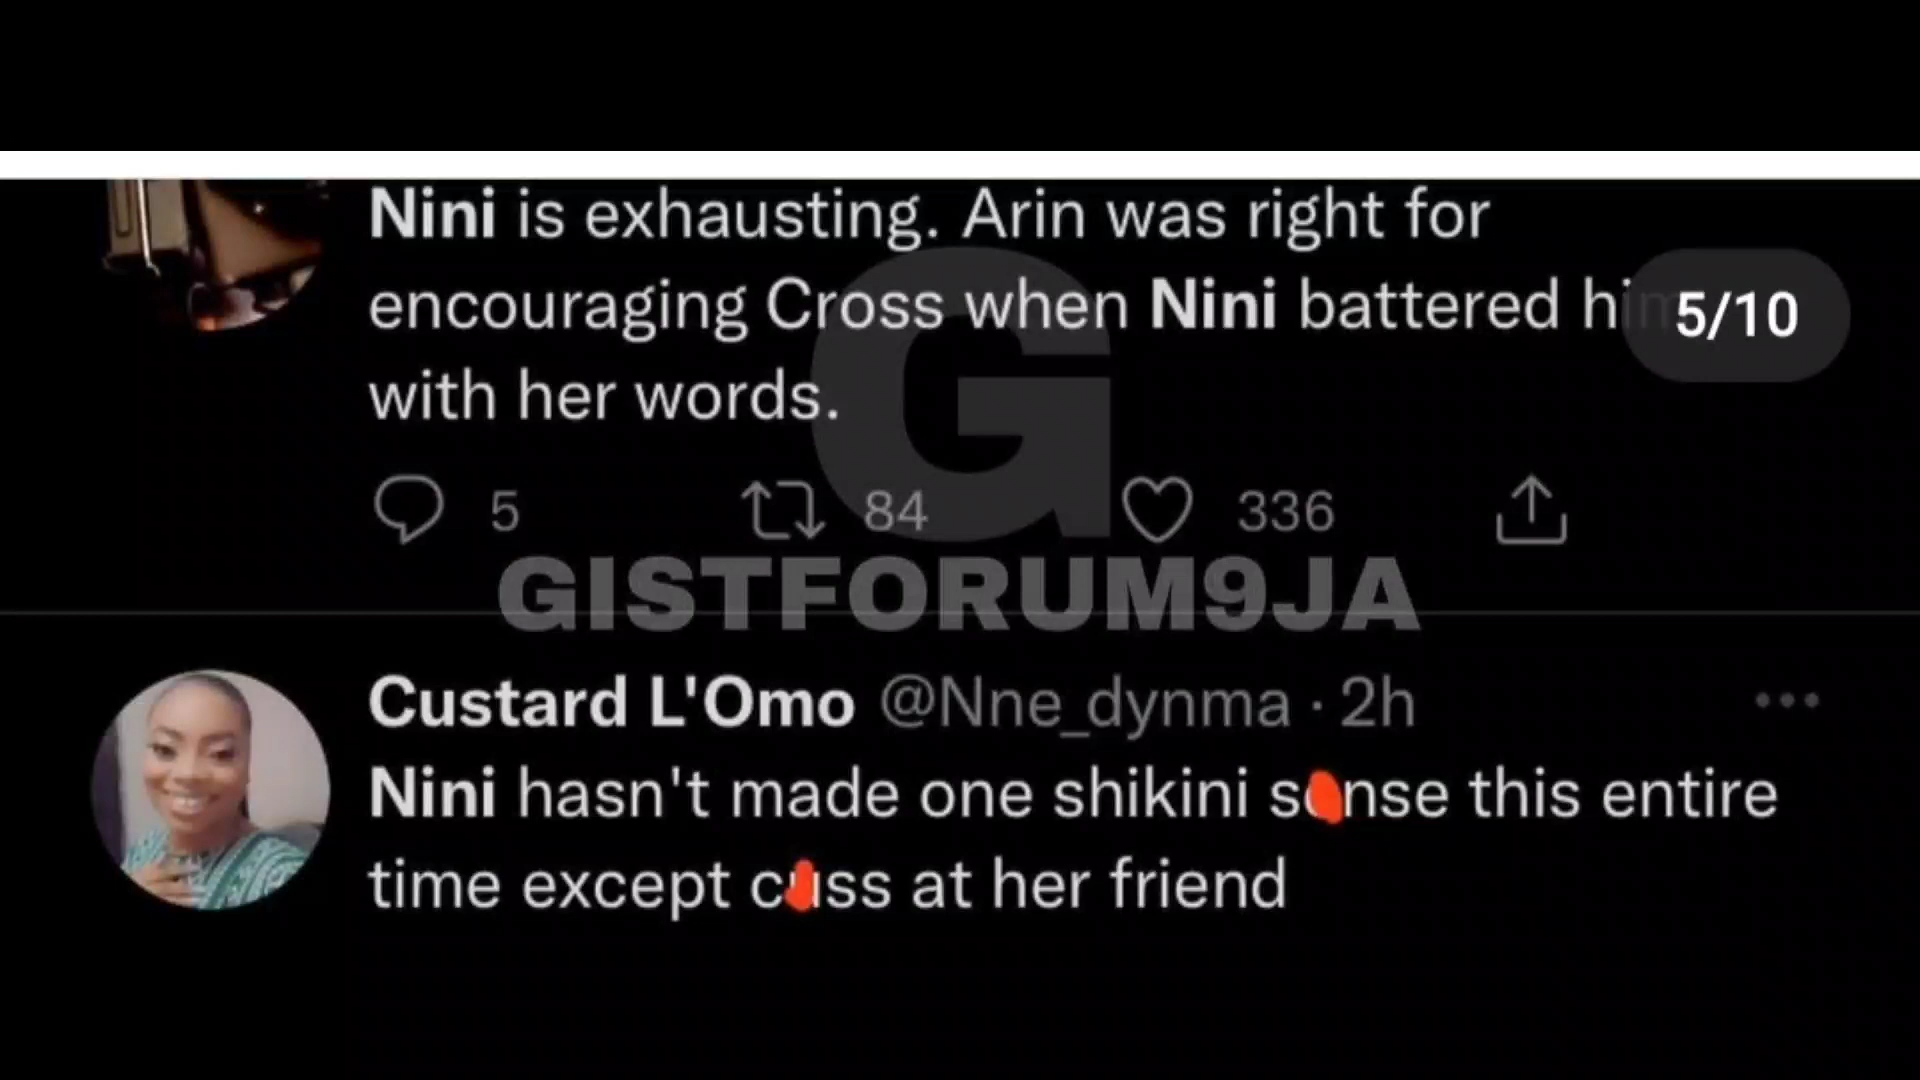 Nini is exhausting. Arin was right for
encouraging Cross when Nini battered him
5/10
with her words.
5 84 336
G
GISTFORUM9JA
Custard L'Omo @Nne_dynma · 2h
Nini hasn't made one shikini sense this entire
time except cuss at her friend